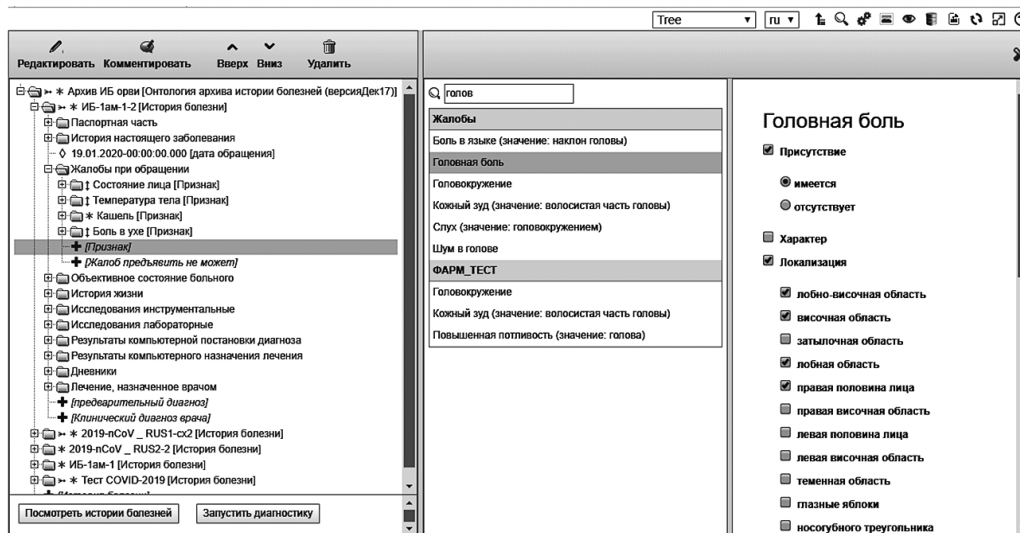 Tree
ru
Редактировать Комментировать Вверх Вниз Удалить
Архив ИБ орви [Онтология архива истории болезней (версияДек17)]
ИБ-1ам-1-2 [История болезни]
Паспортная часть
История настоящего заболевания
19.01.2020-00:00:00.000 [дата обращения]
Жалобы при обращении
Состояние лица [Признак]
Температура тела [Признак]
Кашель [Признак]
Боль в ухе [Признак]
[Признак]
[Жалоб предъявить не может]
Объективное состояние больного
История жизни
Исследования инструментальные
Исследования лабораторные
Результаты компьютерной постановки диагноза
Результаты компьютерного назначения лечения
Дневники
Лечение, назначенное врачом
[предварительный диагноз]
[Клинический диагноз врача]
2019-nCoV _ RUS1-cx2 [История болезни]
2019-nCoV _ RUS2-2 [История болезни]
ИБ-1ам-1 [История болезни]
Тест COVID-2019 [История болезни]
Посмотреть истории болезней
Запустить диагностику
голов
Жалобы
Боль в языке (значение: наклон головы)
Головная боль
Головокружение
Кожный зуд (значение: волосистая часть головы)
Слух (значение: головокружением)
Шум в голове
ФАРМ_ТЕСТ
Головокружение
Кожный зуд (значение: волосистая часть головы)
Повышенная потливость (значение: голова)
Головная боль
Присутствие
имеется
отсутствует
Характер
Локализация
лобно-височная область
височная область
затылочная область
лобная область
правая половина лица
правая височная область
левая половина лица
левая височная область
теменная область
глазные яблоки
носогубного треугольника